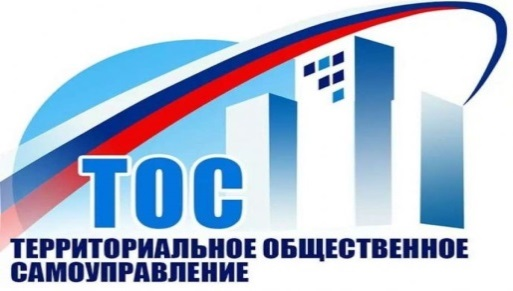 ТОС
ТЕРРИТОРИАЛЬНОЕ ОБЩЕСТВЕННОЕ
САМОУПРАВЛЕНИЕ